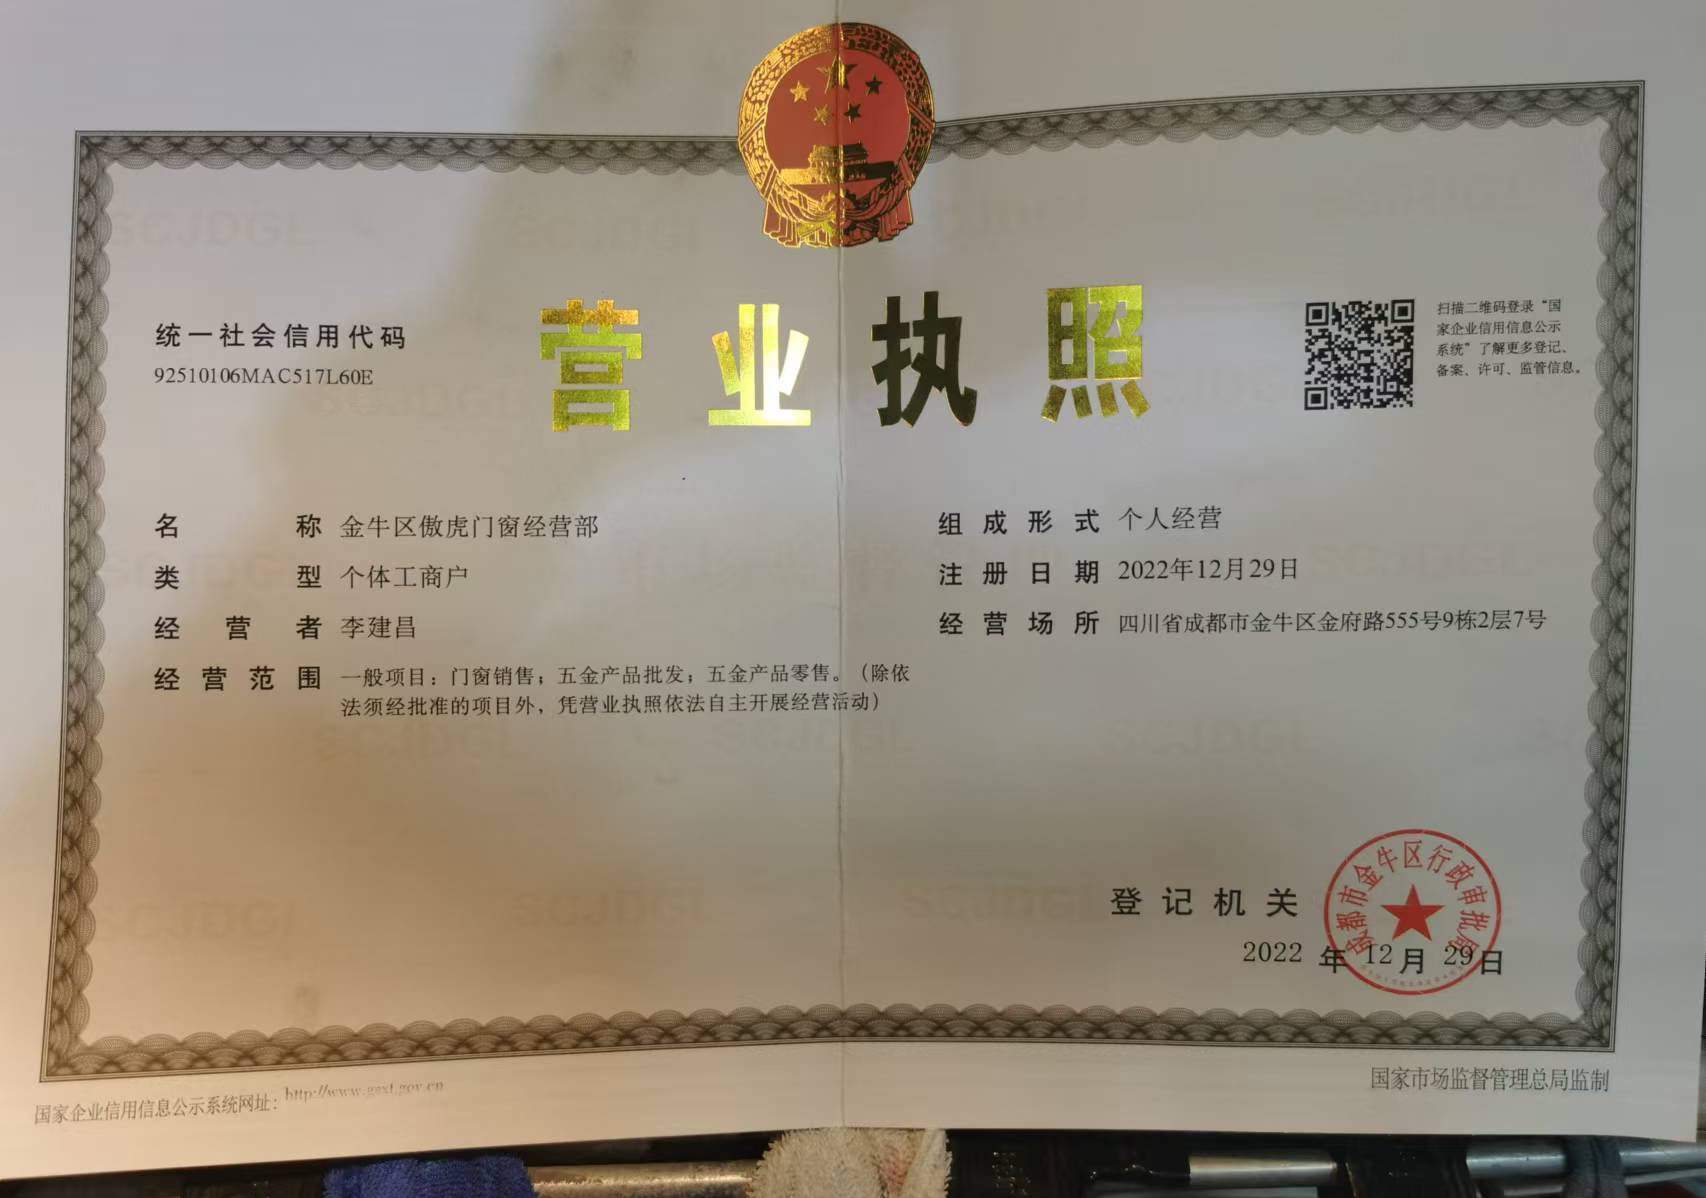 营业执照
统一社会信用代码
92510106MAC517L60E
扫描二维码登录“国
家企业信用信息公示
系统”了解更多登记、
备案、许可、监管信息。
名称 金牛区傲虎门窗经营部
类型 个体工商户
经营者 李建昌
经营范围 一般项目：门窗销售；五金产品批发；五金产品零售。（除依
法须经批准的项目外，凭营业执照依法自主开展经营活动）
组成形式 个人经营
注册日期 2022年12月29日
经营场所 四川省成都市金牛区金府路555号9栋2层7号
登记机关
成都市金牛区行政审批局
2022 年 12 月 29 日
国家企业信用信息公示系统网址：http://www.gsxt.gov.cn
国家市场监督管理总局监制
SCJDGL